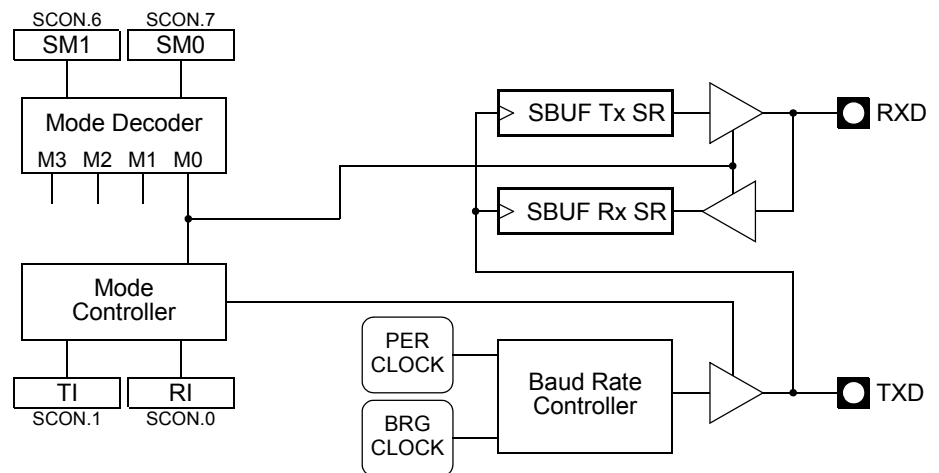 SCON.6
SCON.7
SM1
SM0
Mode Decoder
M3
M2
M1
M0
SBUF Tx SR
RXD
SBUF Rx SR
Mode
Controller
TI
RI
SCON.1
SCON.0
PER
CLOCK
BRG
CLOCK
Baud Rate
Controller
TXD